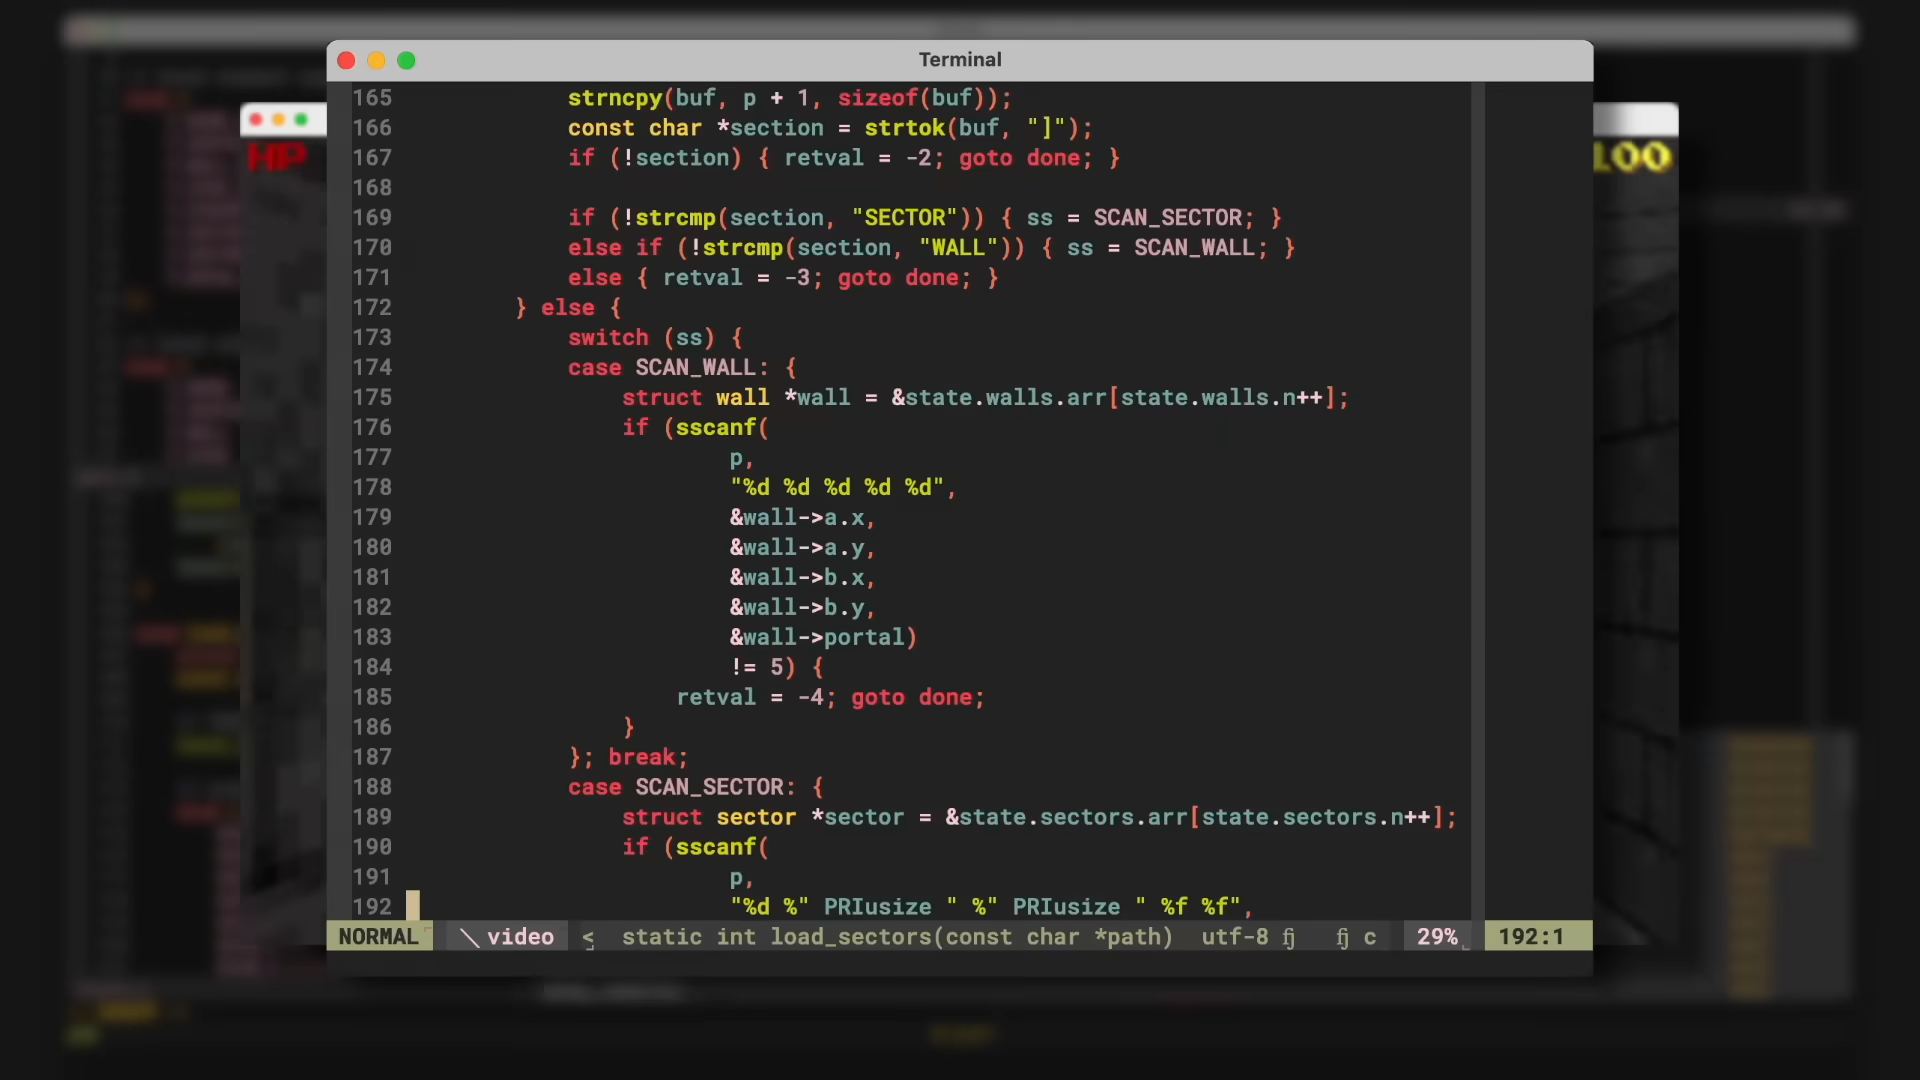 Terminal
HP
100
165 strncpy(buf, p + 1, sizeof(buf));
166 const char *section = strtok(buf, "]");
167 if (!section) { retval = -2; goto done; }
168
169 if (!strcmp(section, "SECTOR")) { ss = SCAN_SECTOR; }
170 else if (!strcmp(section, "WALL")) { ss = SCAN_WALL; }
171 else { retval = -3; goto done; }
172 } else {
173 switch (ss) {
174 case SCAN_WALL: {
175 struct wall *wall = &state.walls.arr[state.walls.n++];
176 if (sscanf(
177 p,
178 "%d %d %d %d %d",
179 &wall->a.x,
180 &wall->a.y,
181 &wall->b.x,
182 &wall->b.y,
183 &wall->portal)
184 != 5) {
185 retval = -4; goto done;
186 }
187 }; break;
188 case SCAN_SECTOR: {
189 struct sector *sector = &state.sectors.arr[state.sectors.n++];
190 if (sscanf(
191 p,
192 "%d %" PRIusize " %" PRIusize " %f %f",
NORMAL video < static int load_sectors(const char *path) utf-8 c 29% 192:1